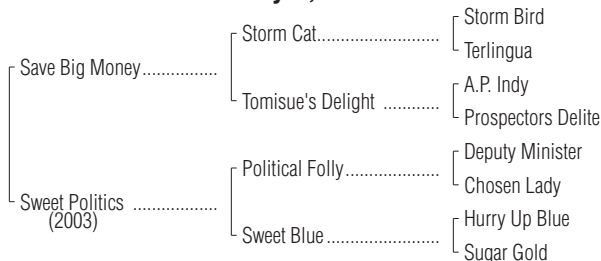 Storm Bird
Storm Cat
Terlingua
Save Big Money
A.P. Indy
Tomisue's Delight
Prospectors Delite
Deputy Minister
Political Folly
Chosen Lady
Sweet Politics
(2003)
Hurry Up Blue
Sweet Blue
Sugar Gold